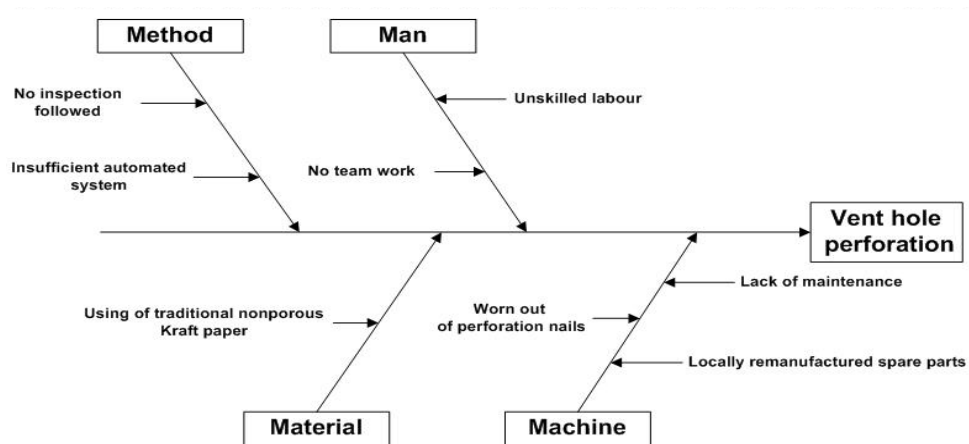 Method
Man
No inspection
followed
Unskilled labour
Insufficient automated
system
No team work
Vent hole
perforation
Using of traditional nonporous
Kraft paper
Lack of maintenance
Worn out
of perforation nails
Locally remanufactured spare parts
Material
Machine